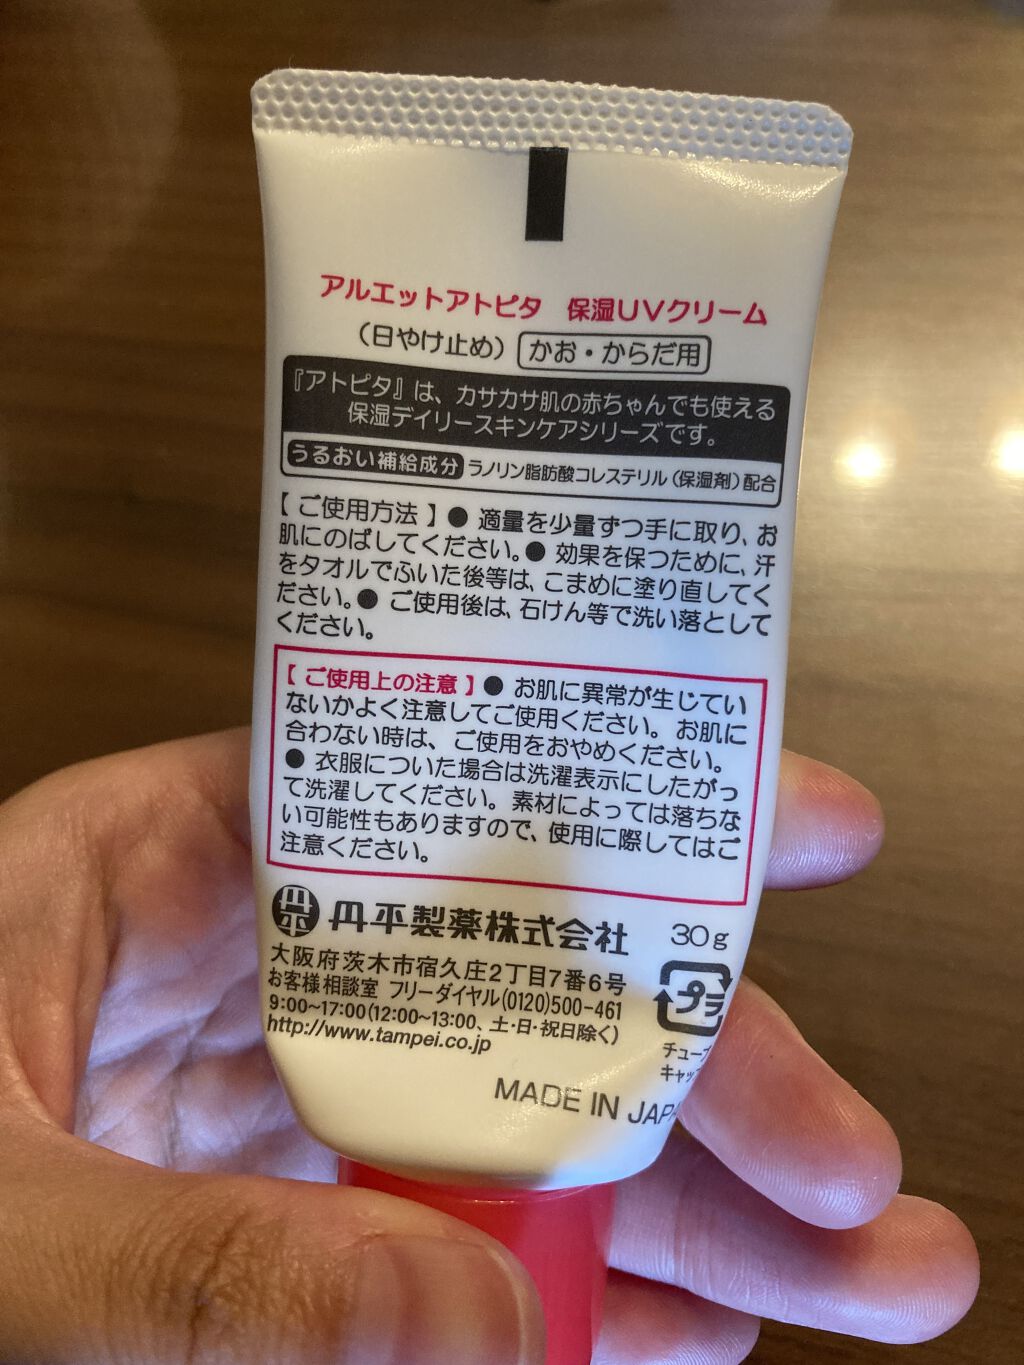 アルエットアトピタ 保湿UVクリーム
(日やけ止め) かお・からだ用
『アトピタ』は、カサカサ肌の赤ちゃんでも使える
保湿デイリースキンケアシリーズです。
うるおい補給成分 ラノリン脂肪酸コレステリル(保湿剤)配合
【ご使用方法】● 適量を少量ずつ手に取り、お
肌にのばしてください。● 効果を保つために、汗
をタオルでふいた後等は、こまめに塗り直してく
ださい。● ご使用後は、石けん等で洗い落として
ください。
【ご使用上の注意】● お肌に異常が生じてい
ないかよく注意してご使用ください。お肌に
合わない時は、ご使用をおやめください。
● 衣服についた場合は洗濯表示にしたがっ
て洗濯してください。素材によっては落ちな
い可能性もありますので、使用に際してはご
注意ください。
丹平 丹平製薬株式会社 30g
大阪府茨木市宿久庄2丁目7番6号
お客様相談室 フリーダイヤル(0120)500-461
9:00~17:00(12:00~13:00、土・日・祝日除く)
http://www.tampei.co.jp
プラ
MADE IN